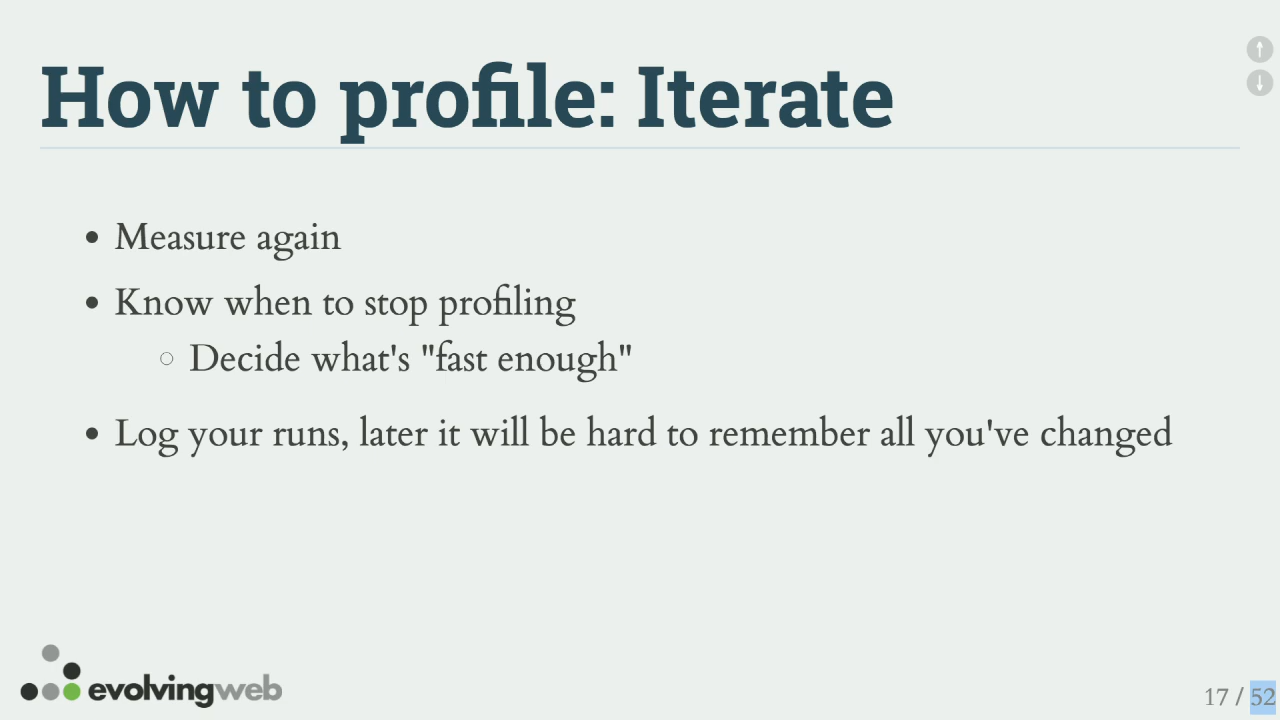 How to profile: Iterate
Measure again
Know when to stop profiling
Decide what's "fast enough"
Log your runs, later it will be hard to remember all you've changed
evolvingweb
17 / 52